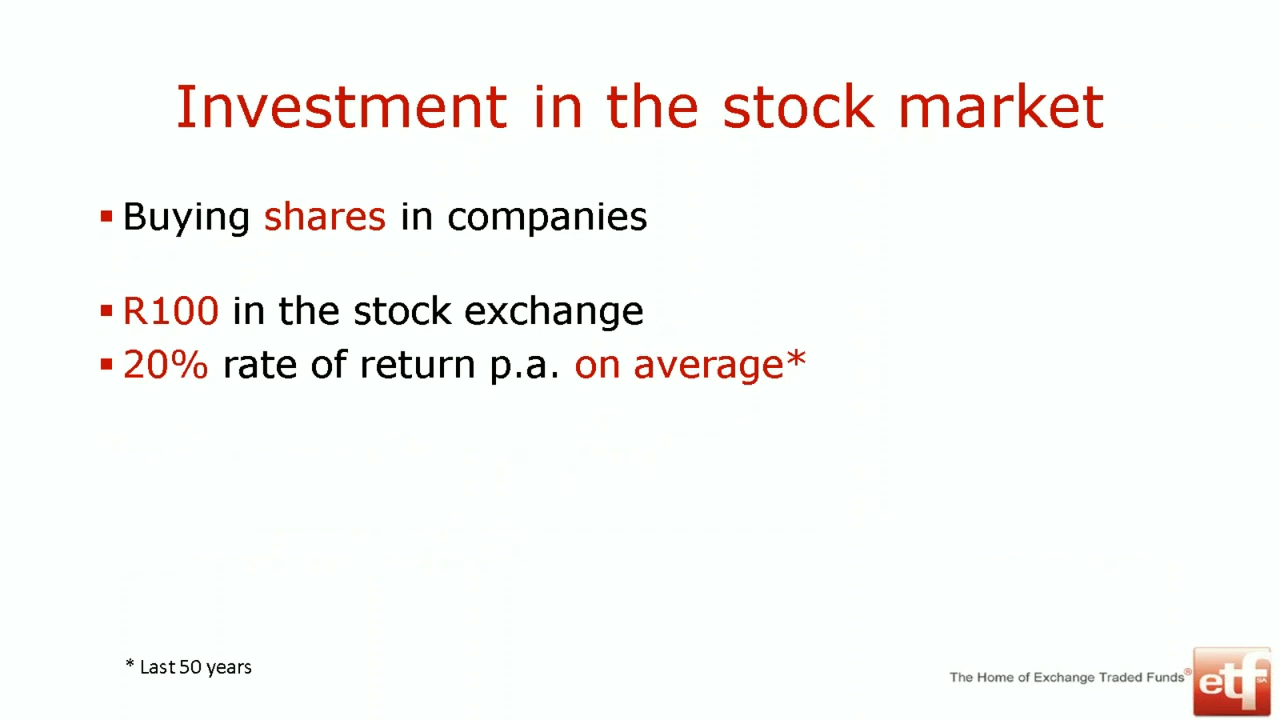 Investment in the stock market
▪ Buying shares in companies
▪ R100 in the stock exchange
▪ 20% rate of return p.a. on average*
* Last 50 years
The Home of Exchange Traded Funds®
etf
SA